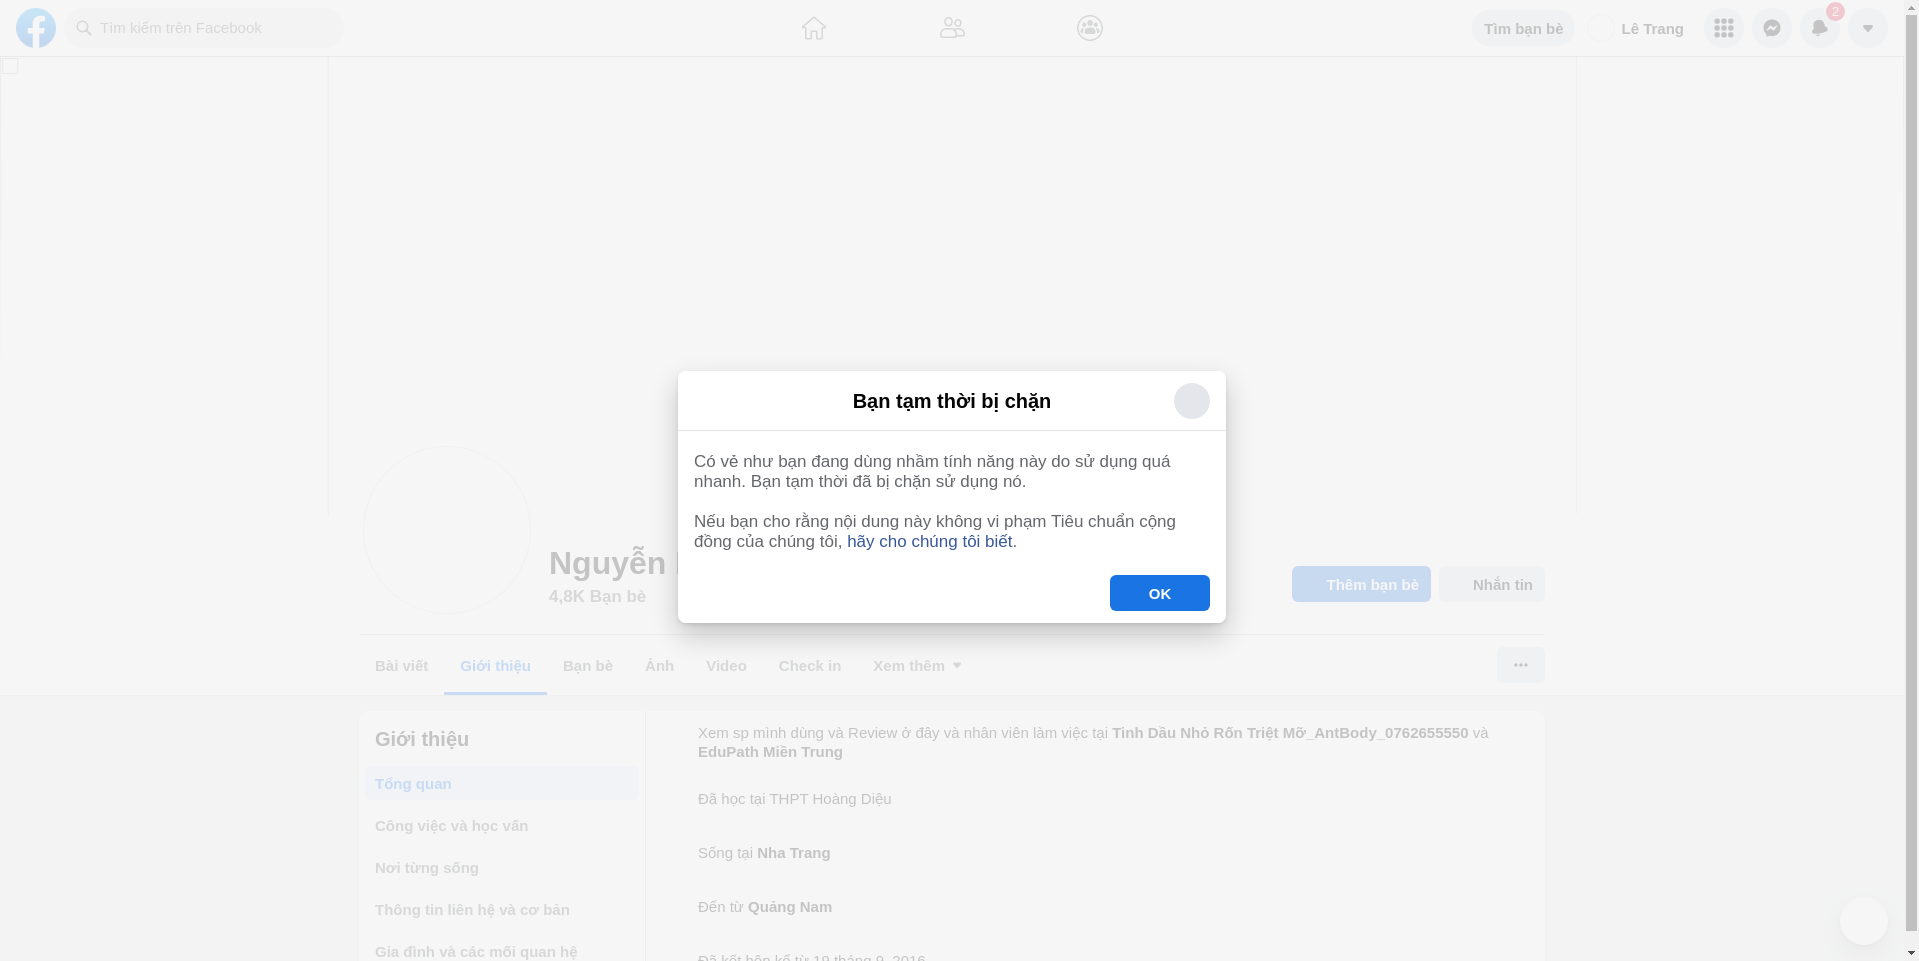 Tìm kiếm trên Facebook
Tìm bạn bè
Lê Trang
2
Bạn tạm thời bị chặn
Có vẻ như bạn đang dùng nhầm tính năng này do sử dụng quá
nhanh. Bạn tạm thời đã bị chặn sử dụng nó.
Nếu bạn cho rằng nội dung này không vi phạm Tiêu chuẩn cộng
đồng của chúng tôi, hãy cho chúng tôi biết.
OK
Nguyễn
4,8K Bạn bè
Thêm bạn bè
Nhắn tin
Bài viết
Giới thiệu
Bạn bè
Ảnh
Video
Check in
Xem thêm
Giới thiệu
Tổng quan
Công việc và học vấn
Nơi từng sống
Thông tin liên hệ và cơ bản
Gia đình và các mối quan hệ
Xem sp mình dùng và Review ở đây và nhân viên làm việc tại Tinh Dầu Nhỏ Rốn Triệt Mỡ_AntBody_0762655550 và
EduPath Miền Trung
Đã học tại THPT Hoàng Diệu
Sống tại Nha Trang
Đến từ Quảng Nam
Đã kết hôn kể từ 19 tháng 9, 2016